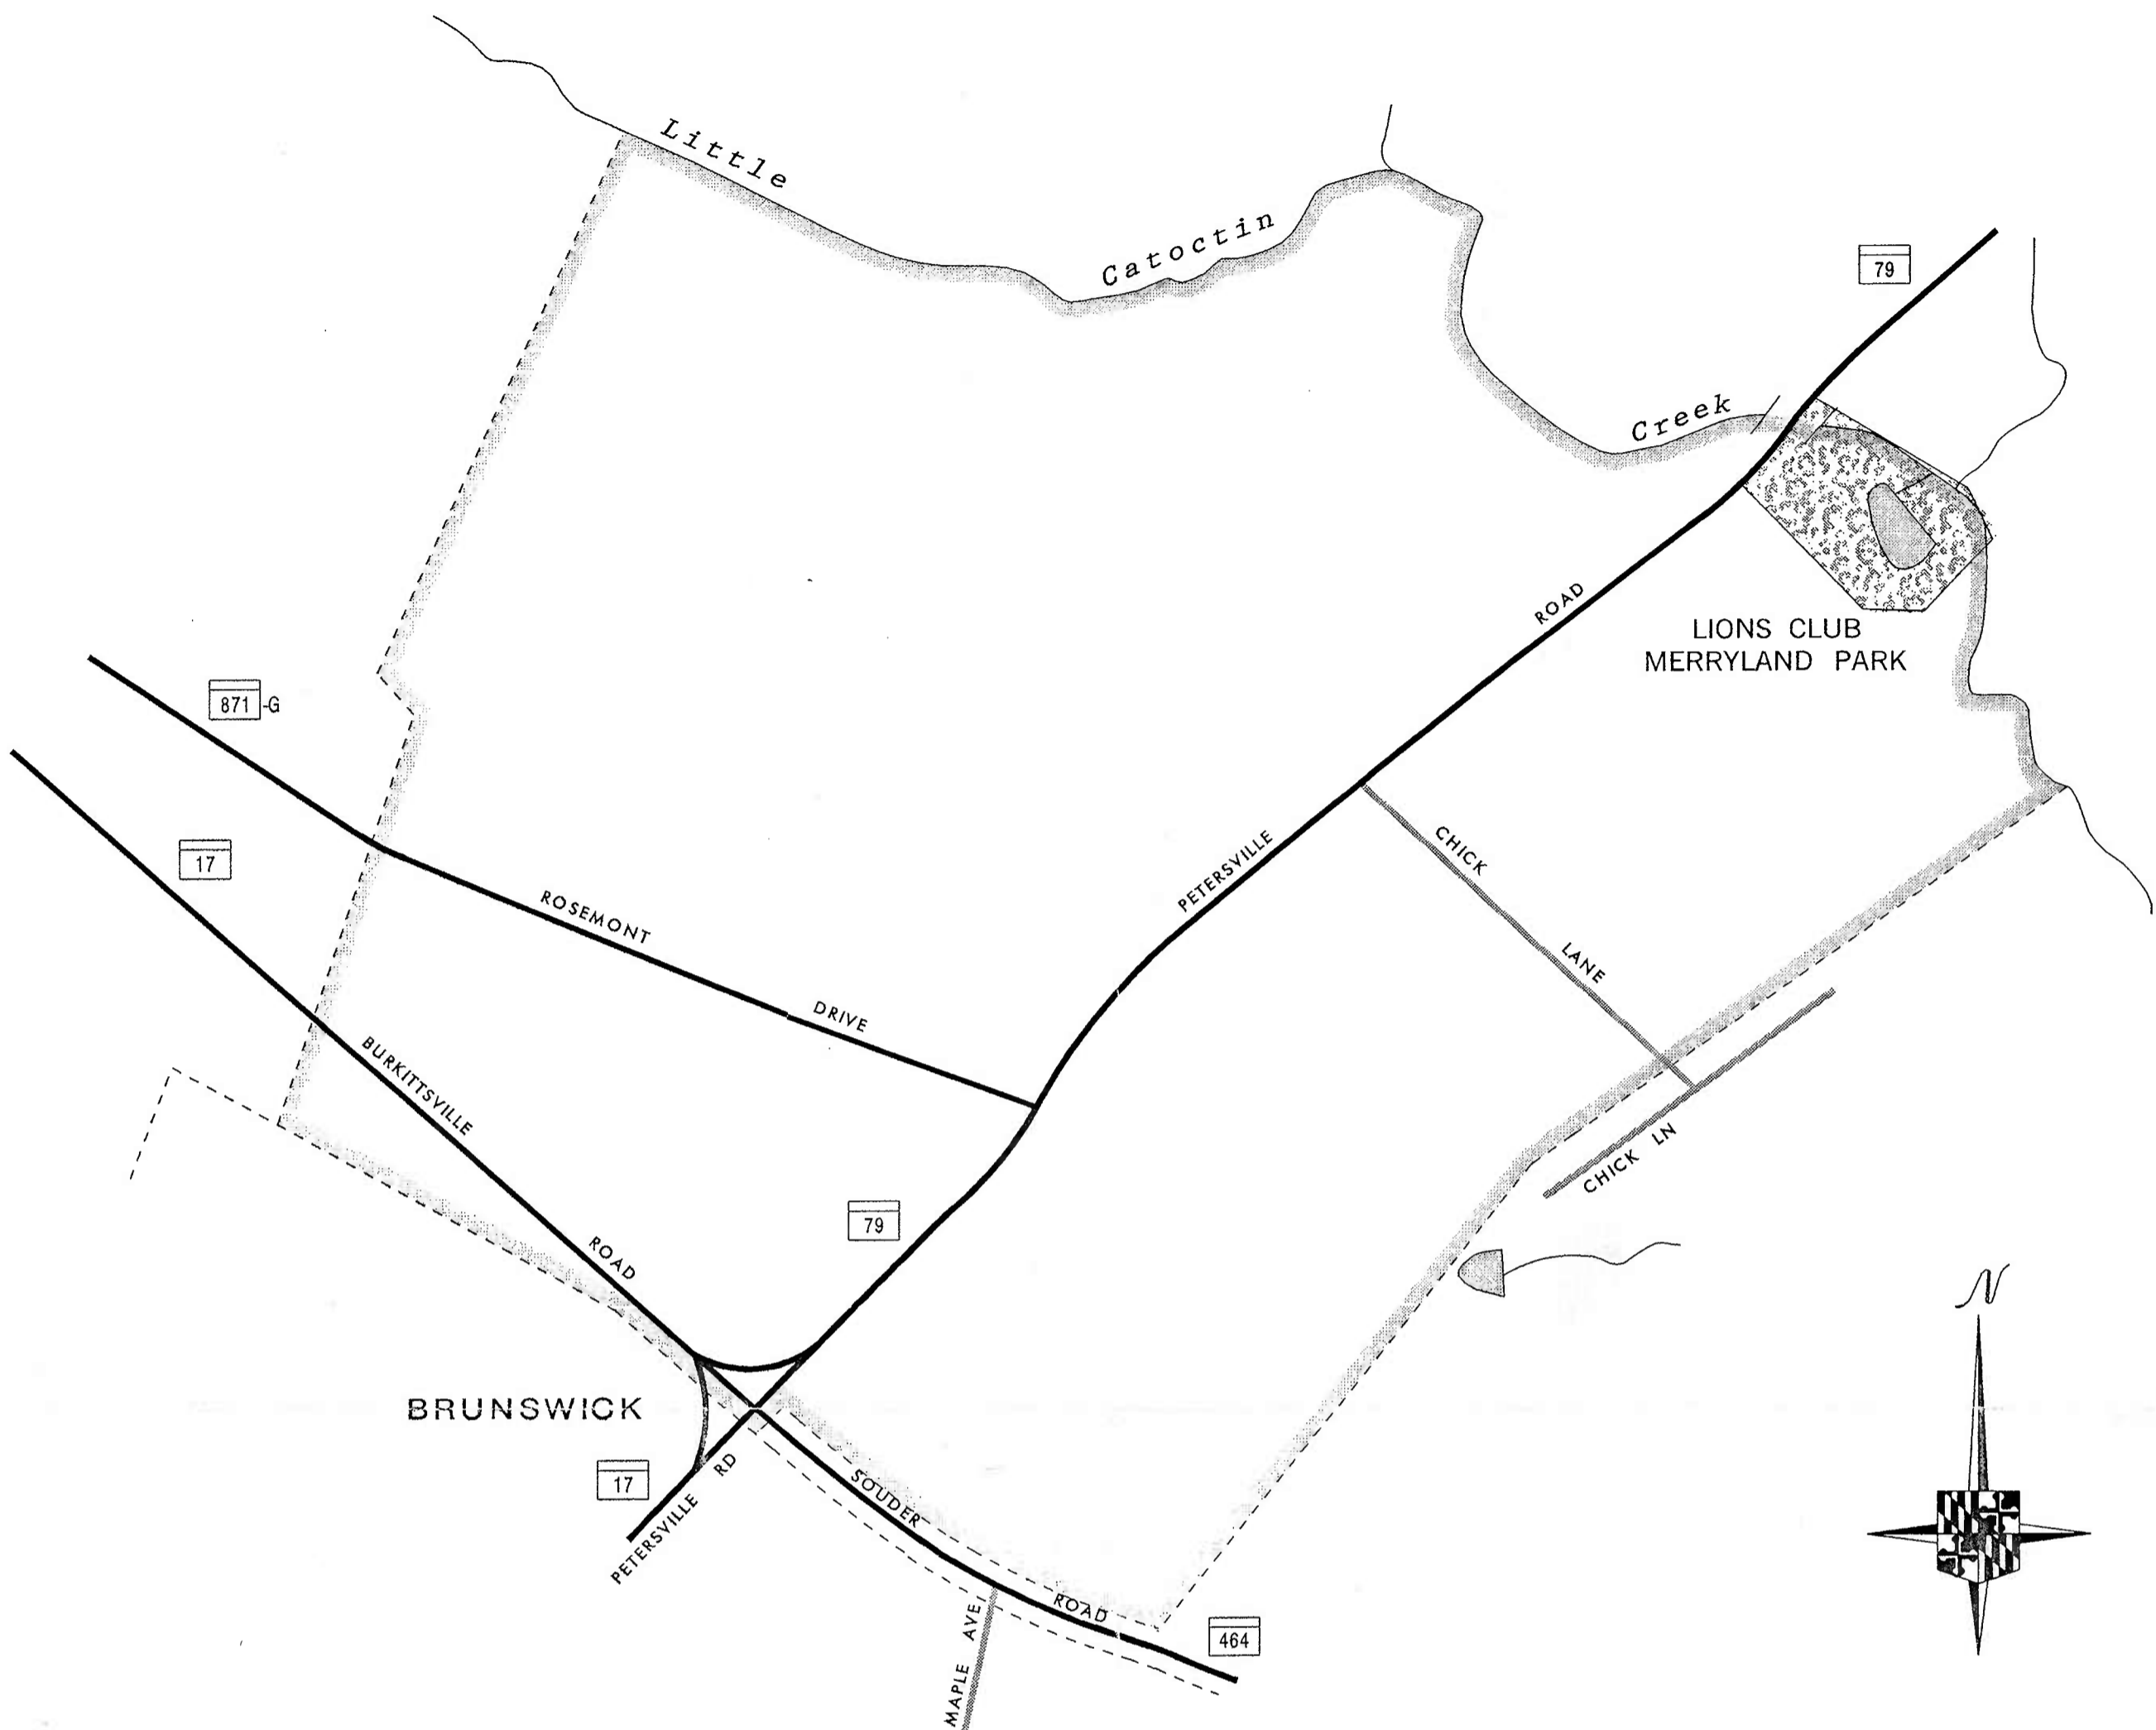 Little
Catoctin
Creek
79
ROAD
LIONS CLUB
MERRYLAND PARK
871 -G
17
ROSEMONT
DRIVE
PETERSVILLE
CHICK
LANE
BURKITTSVILLE
ROAD
79
CHICK LN
N
BRUNSWICK
17
PETERSVILLE RD
SOUDER
ROAD
464
MAPLE AVE